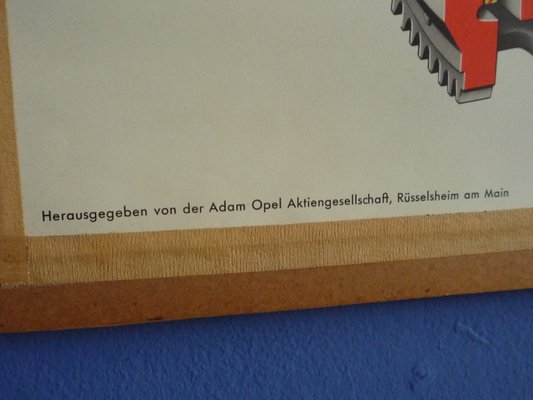 Herausgegeben von der Adam Opel Aktiengesellschaft, Rüsselsheim am Main